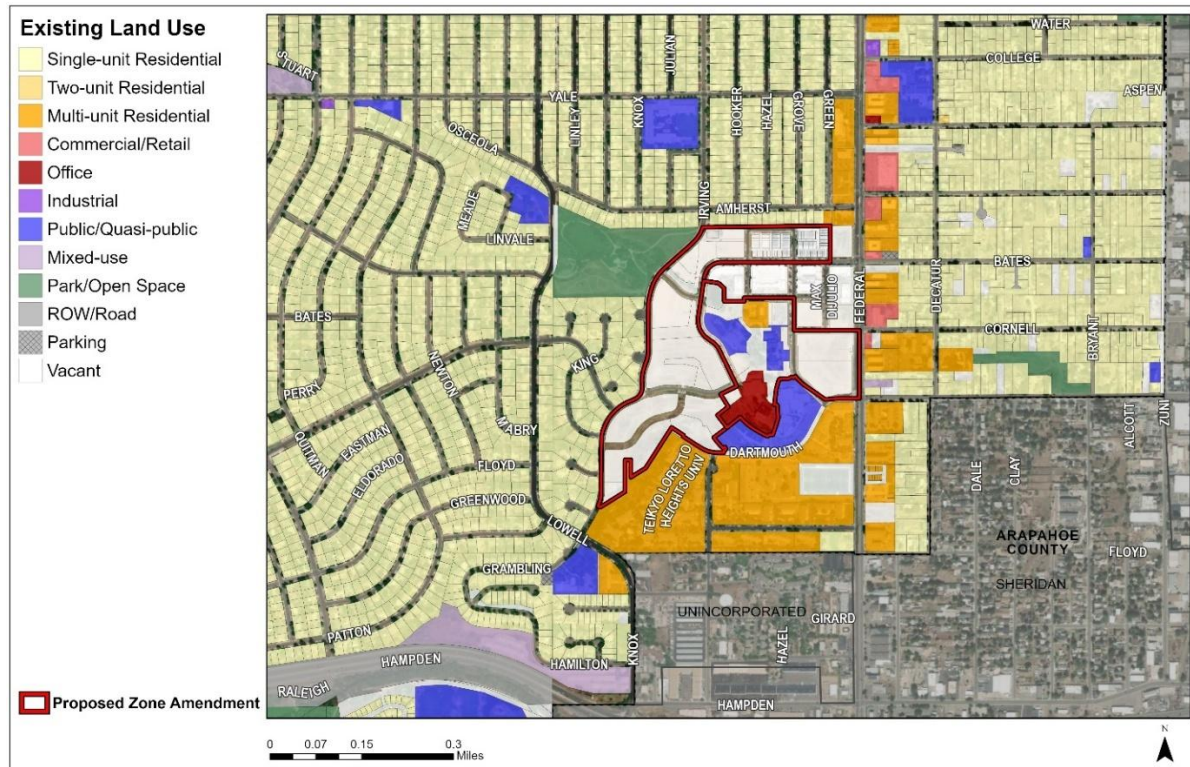 Existing Land Use
Single-unit Residential
Two-unit Residential
Multi-unit Residential
Commercial/Retail
Office
Industrial
Public/Quasi-public
Mixed-use
Park/Open Space
ROW/Road
Parking
Vacant
Proposed Zone Amendment
STUART
YALE
OSCEOLA
LINLEY
KNOX
JULIAN
HOOKER
HAZEL
GROVE
GREEN
WATER
COLLEGE
ASPEN
MEADE
LINVALE
IRVING
AMHERST
BATES
MAX
DIJULIO
FEDERAL
DECATUR
BATES
CORNELL
BRYANT
KING
PERRY
NEWTON
MABRY
QUITMAN
EASTMAN
ELDORADO
FLOYD
GREENWOOD
LOWELL
DARTMOUTH
TEIKYO LORETTO
HEIGHTS UNIV
DALE
CLAY
ALCOTT
ZUNI
ARAPAHOE
COUNTY
FLOYD
SHERIDAN
GRAMBLING
UNINCORPORATED
GIRARD
PATTON
HAMPDEN
HAMILTON
KNOX
HAZEL
RALEIGH
HAMPDEN
0 0.07 0.15 0.3
Miles
N